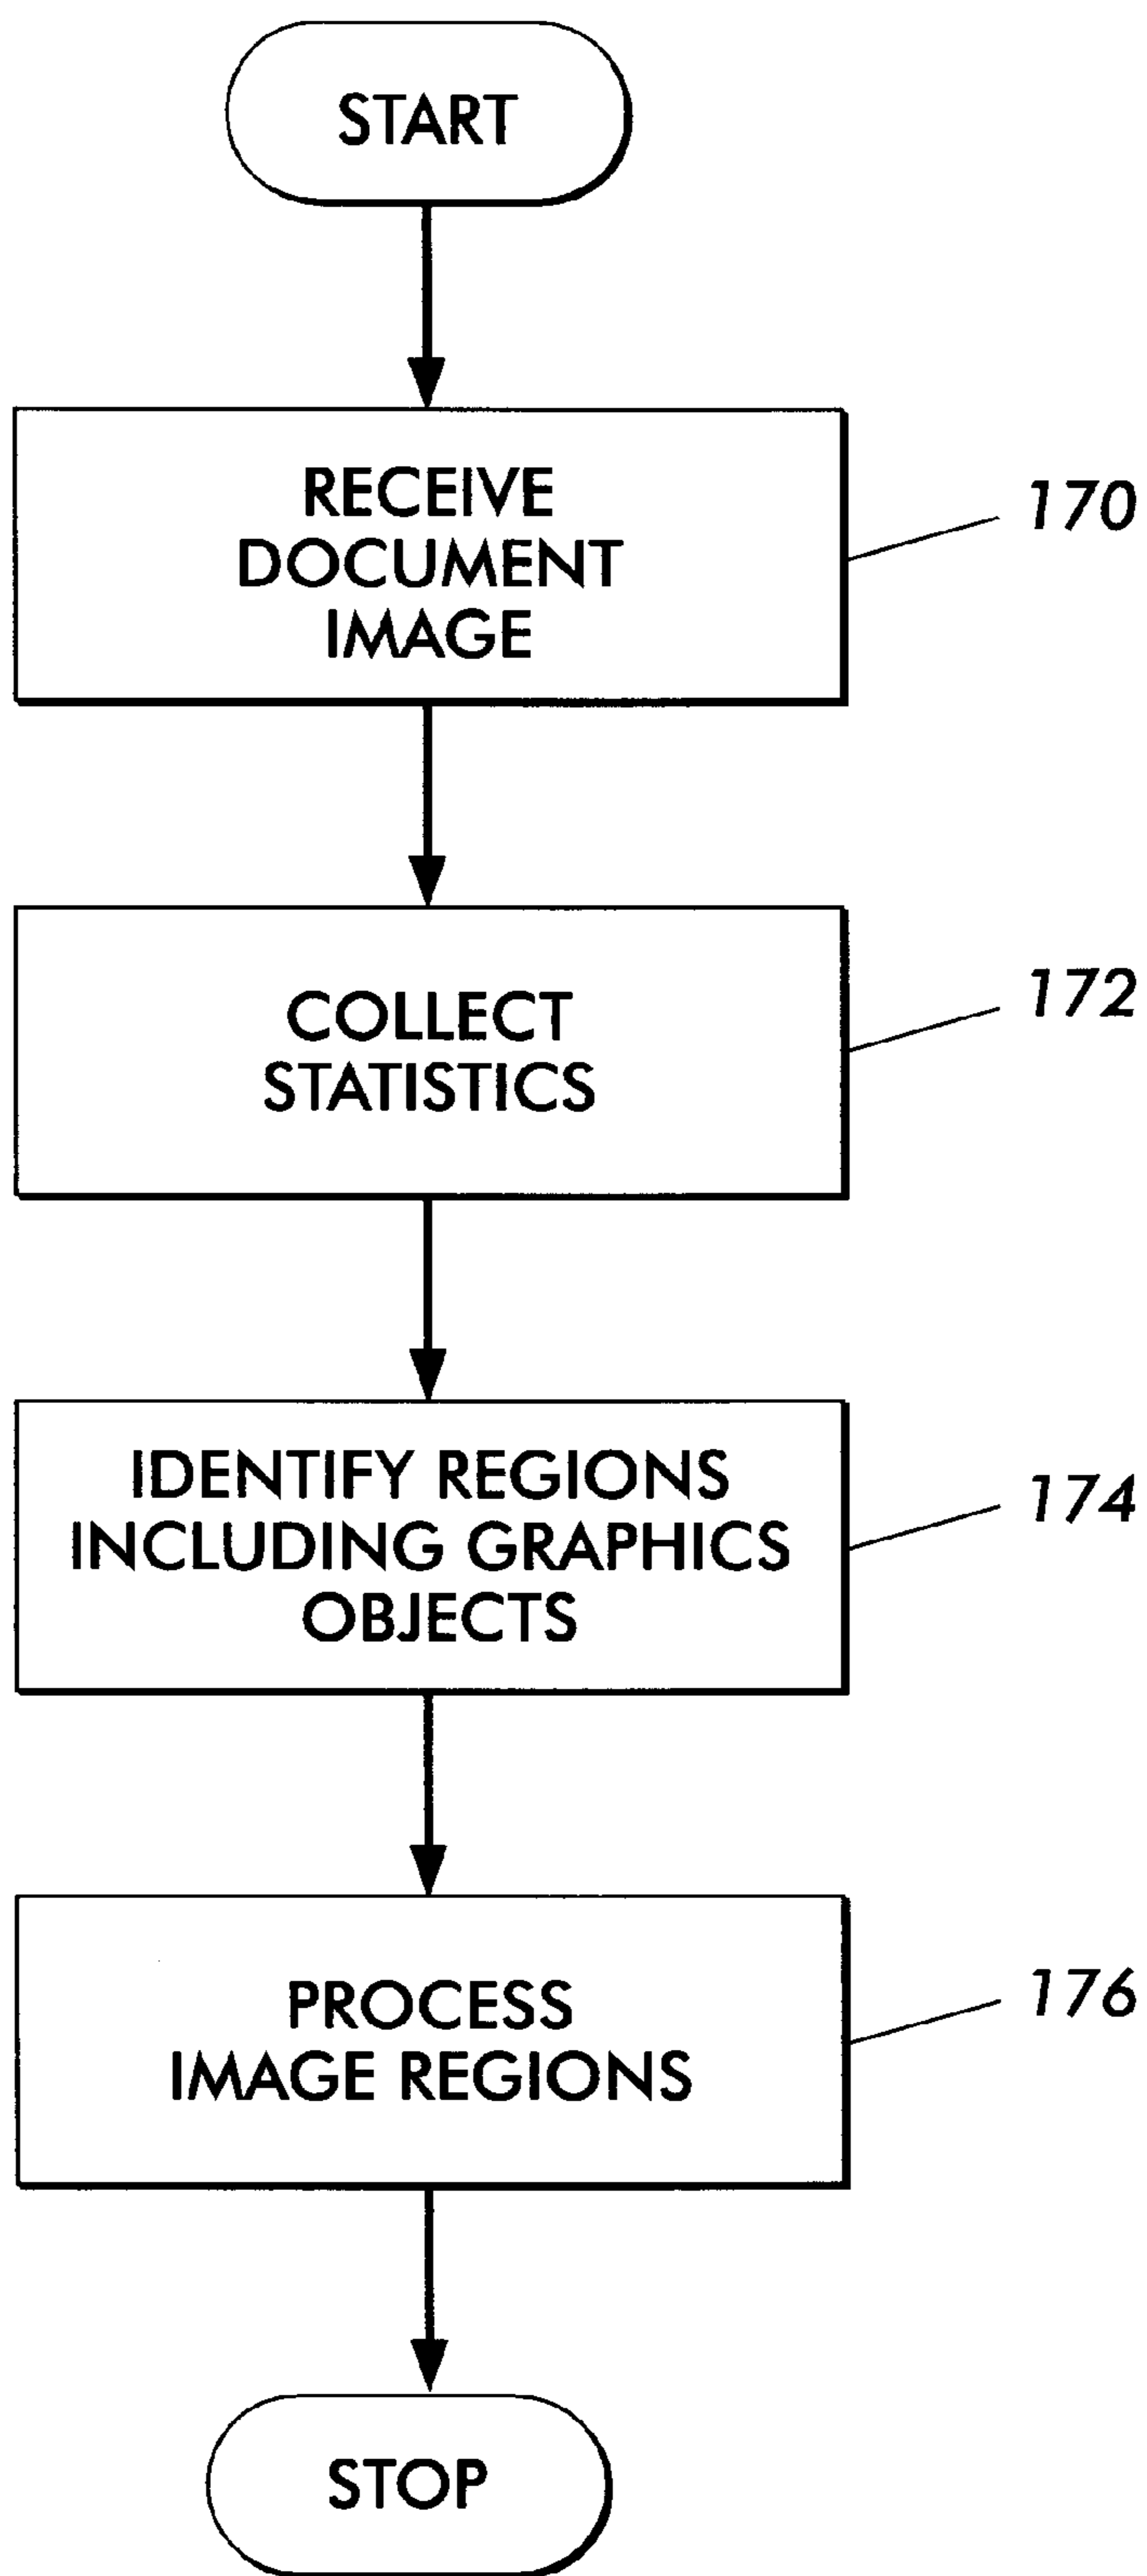 START
RECEIVE
DOCUMENT
IMAGE
170
COLLECT
STATISTICS
172
IDENTIFY REGIONS
INCLUDING GRAPHICS
OBJECTS
174
PROCESS
IMAGE REGIONS
176
STOP